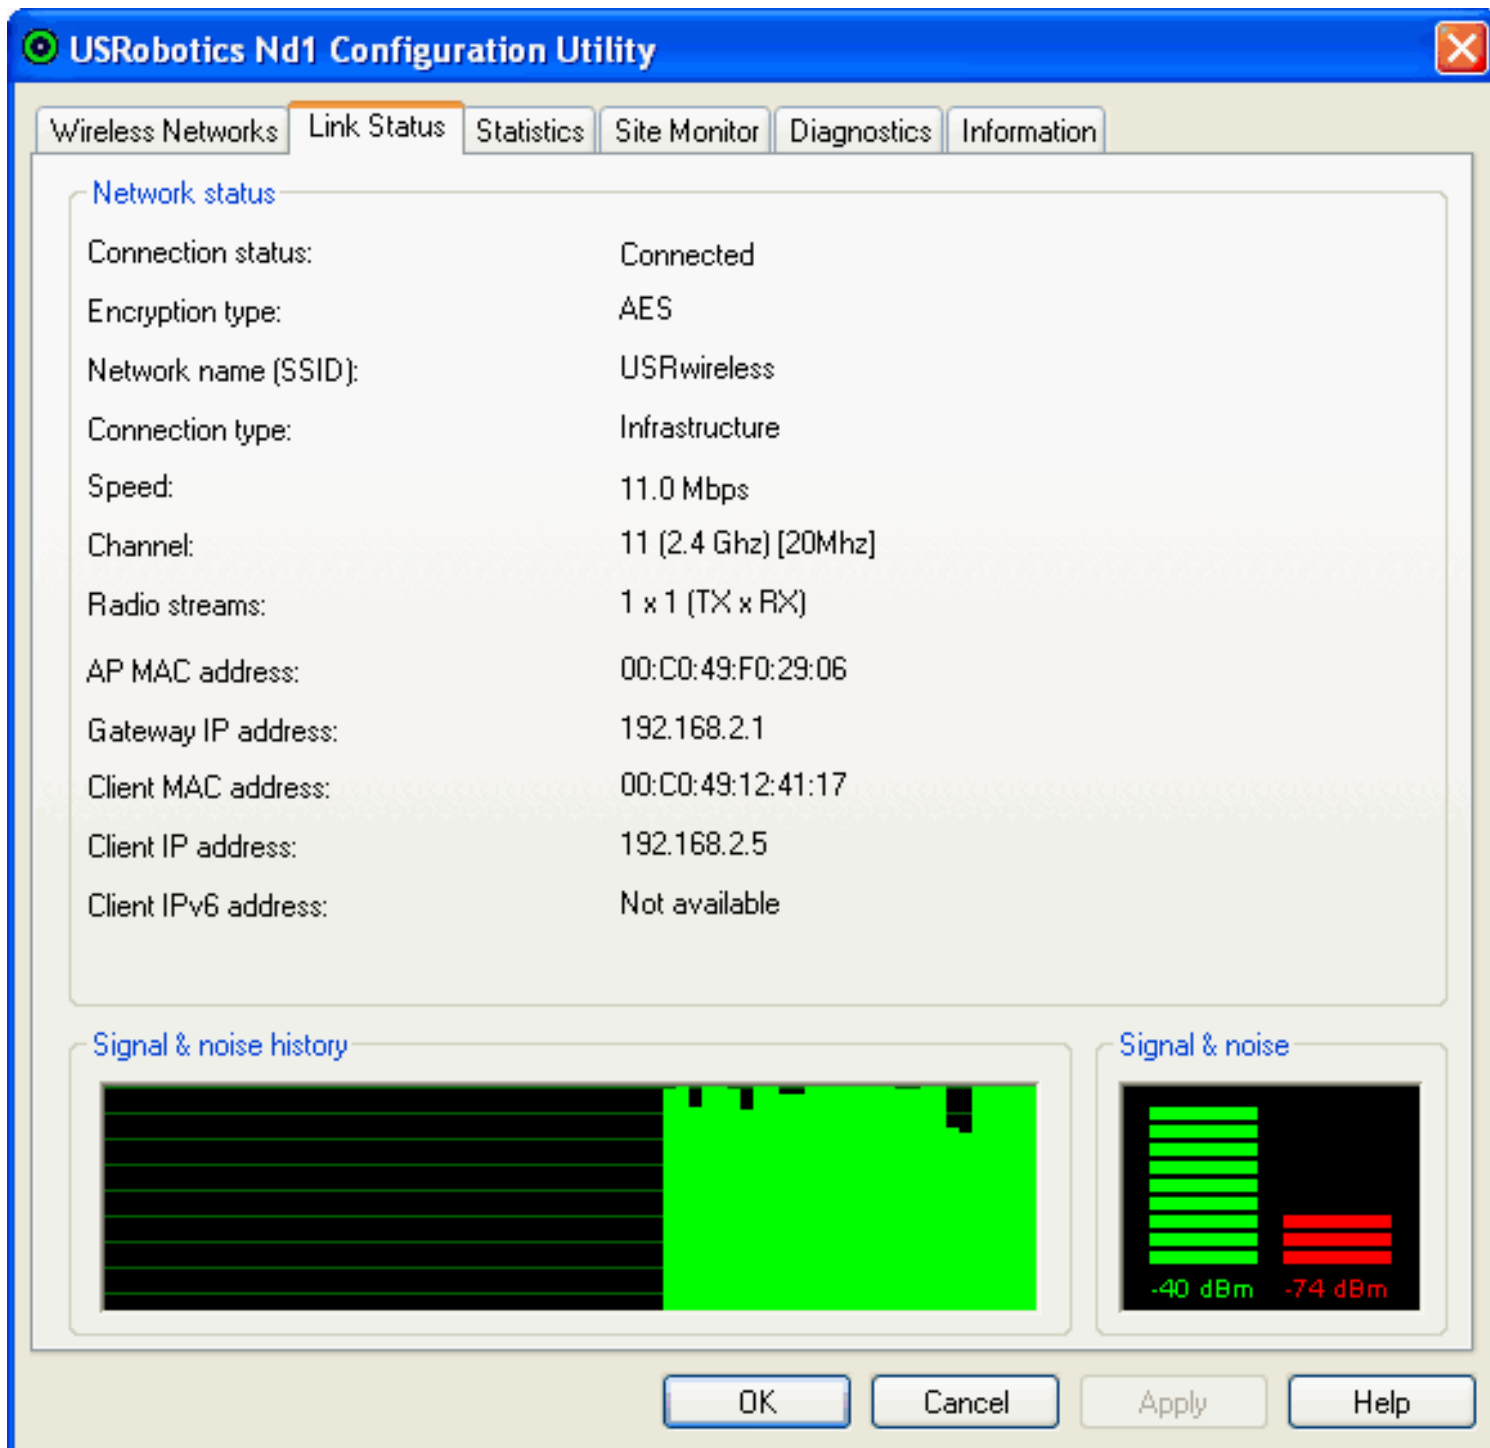 USRobotics Nd1 Configuration Utility
Wireless Networks Link Status Statistics Site Monitor Diagnostics Information
Network status
Connection status: Connected
Encryption type: AES
Network name (SSID): USRwireless
Connection type: Infrastructure
Speed: 11.0 Mbps
Channel: 11 (2.4 Ghz) [20Mhz]
Radio streams: 1 x 1 (TX x RX)
AP MAC address: 00:C0:49:F0:29:06
Gateway IP address: 192.168.2.1
Client MAC address: 00:C0:49:12:41:17
Client IP address: 192.168.2.5
Client IPv6 address: Not available
Signal & noise history Signal & noise
-40 dBm -74 dBm
OK Cancel Apply Help